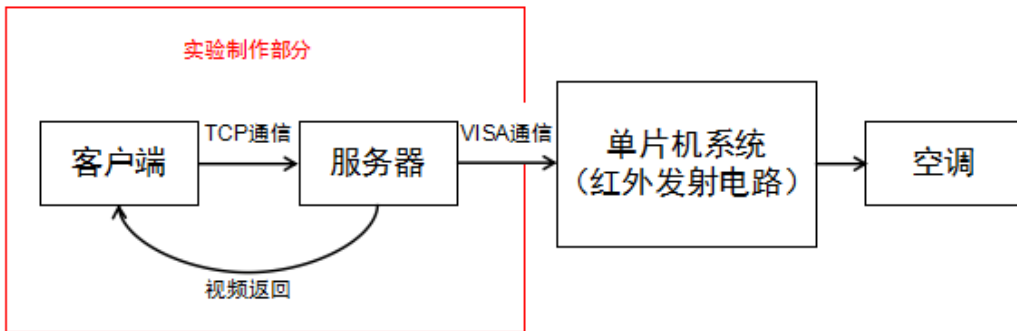 实验制作部分
客户端
TCP通信
服务器
VISA通信
单片机系统
（红外发射电路）
空调
视频返回